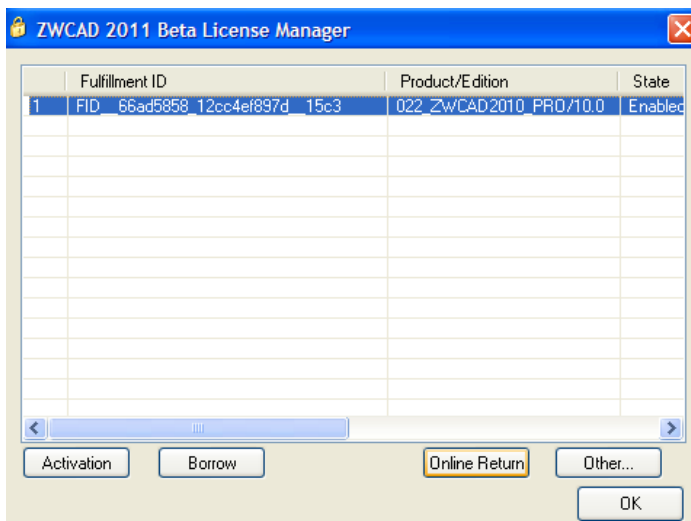 ZWCAD 2011 Beta License Manager
Fulfillment ID Product/Edition State
1 FID__66ad5858_12cc4ef897d__15c3 022_ZWCAD2010_PRO/10.0 Enabled
Activation Borrow Online Return Other...
OK